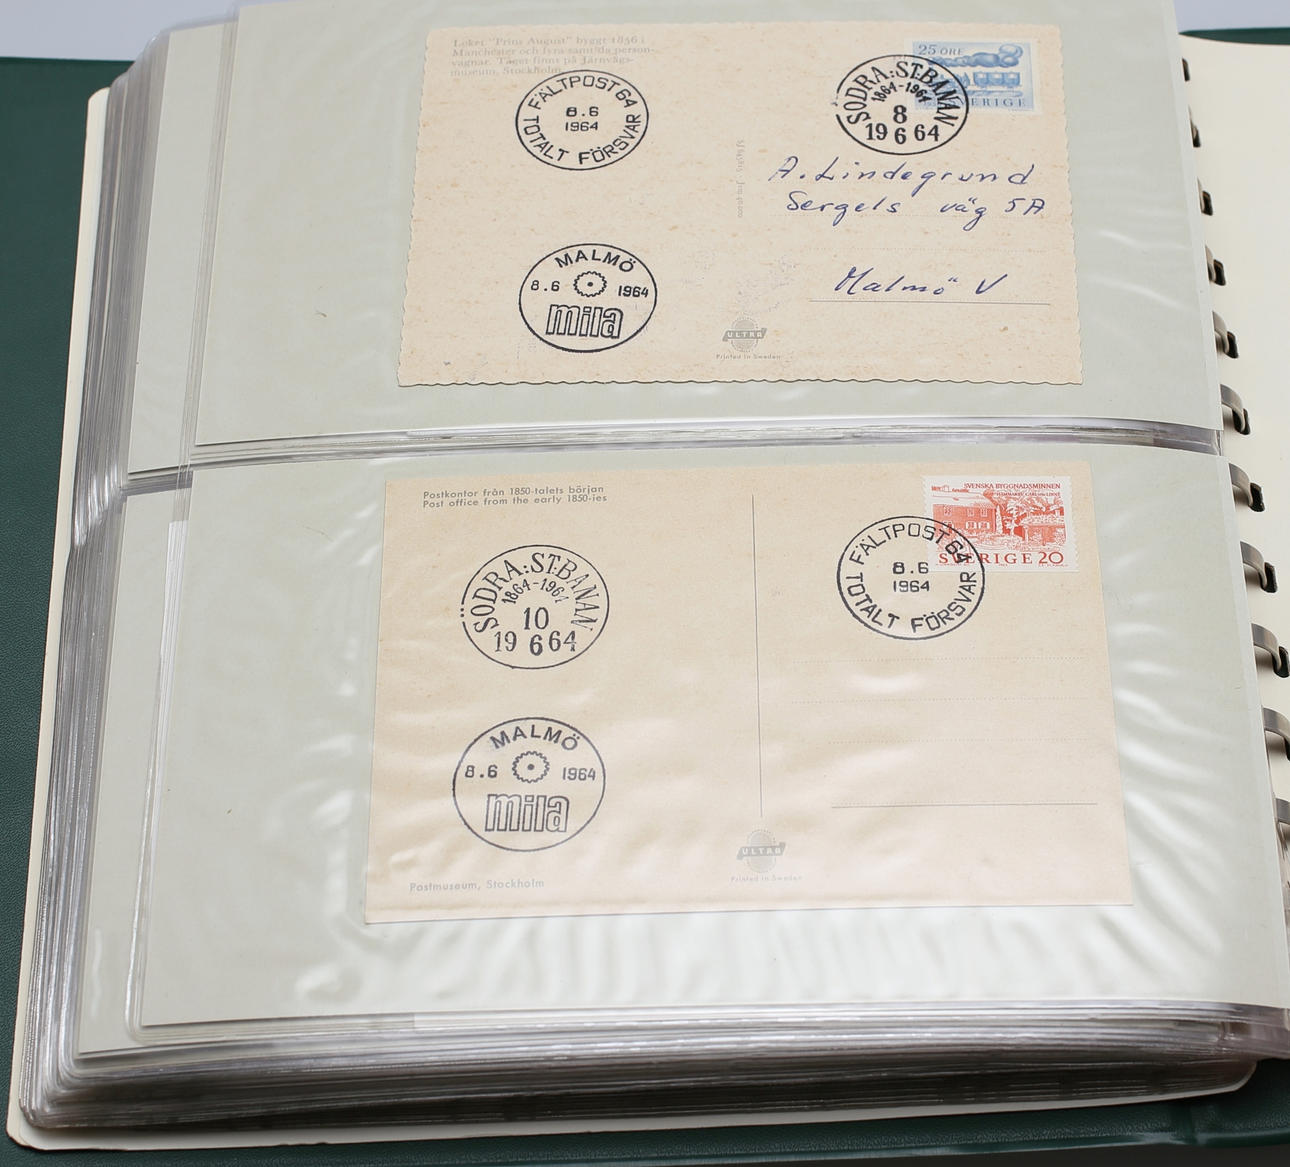 Loket "Prins August" byggt 1856 i
Manchester och fyra samtida person-
vagnar. Tåget finns på Järnvägs-
museum, Stockholm.
FÄLTPOST 64
8.6
1964
TOTALT FÖRSVAR
25 ÖRE
SVERIGE
SÖDRA:ST.BANAN
1864-1964
8
19 6 64
A. Lindegrund
Sergels väg 5A
Malmö V
MALMÖ
8.6 1964
mila
ULTRA
Printed in Sweden
Postkontor från 1850-talets början
Post office from the early 1850-ies
SVENSKA BYGGNADSMINNEN
SVERIGE 20
FÄLTPOST 64
8.6
1964
TOTALT FÖRSVAR
SÖDRA:ST.BANAN
1864-1964
10
19 6 64
MALMÖ
8.6 1964
mila
ULTRA
Printed in Sweden
Postmuseum, Stockholm